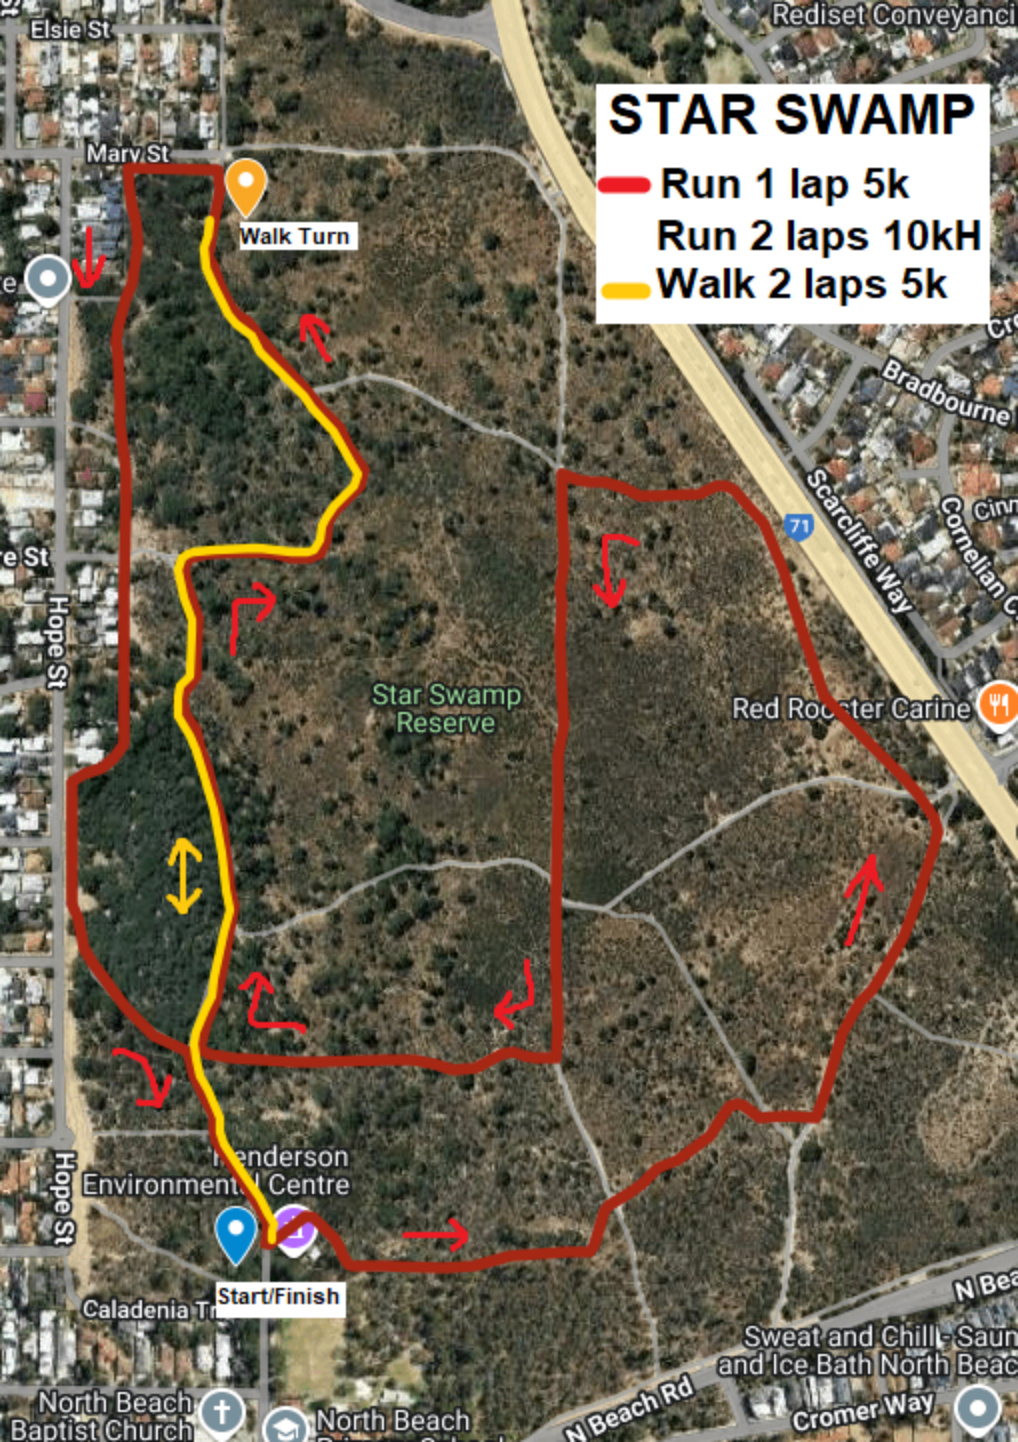 Elsie St
Rediset Conveyanci
STAR SWAMP
Run 1 lap 5k
Run 2 laps 10kH
Walk 2 laps 5k
Mary St
Walk Turn
e
Cre
Bradbourne
Scarcliffe Way
Cornelian C
Cinn
71
re St
Hope St
Star Swamp
Reserve
Red Rooster Carine
Henderson
Environmental Centre
Hope St
Start/Finish
Caladenia Tr
N Bea
Sweat and Chill - Saun
and Ice Bath North Beac
N Beach Rd
Cromer Way
North Beach
Baptist Church
North Beach